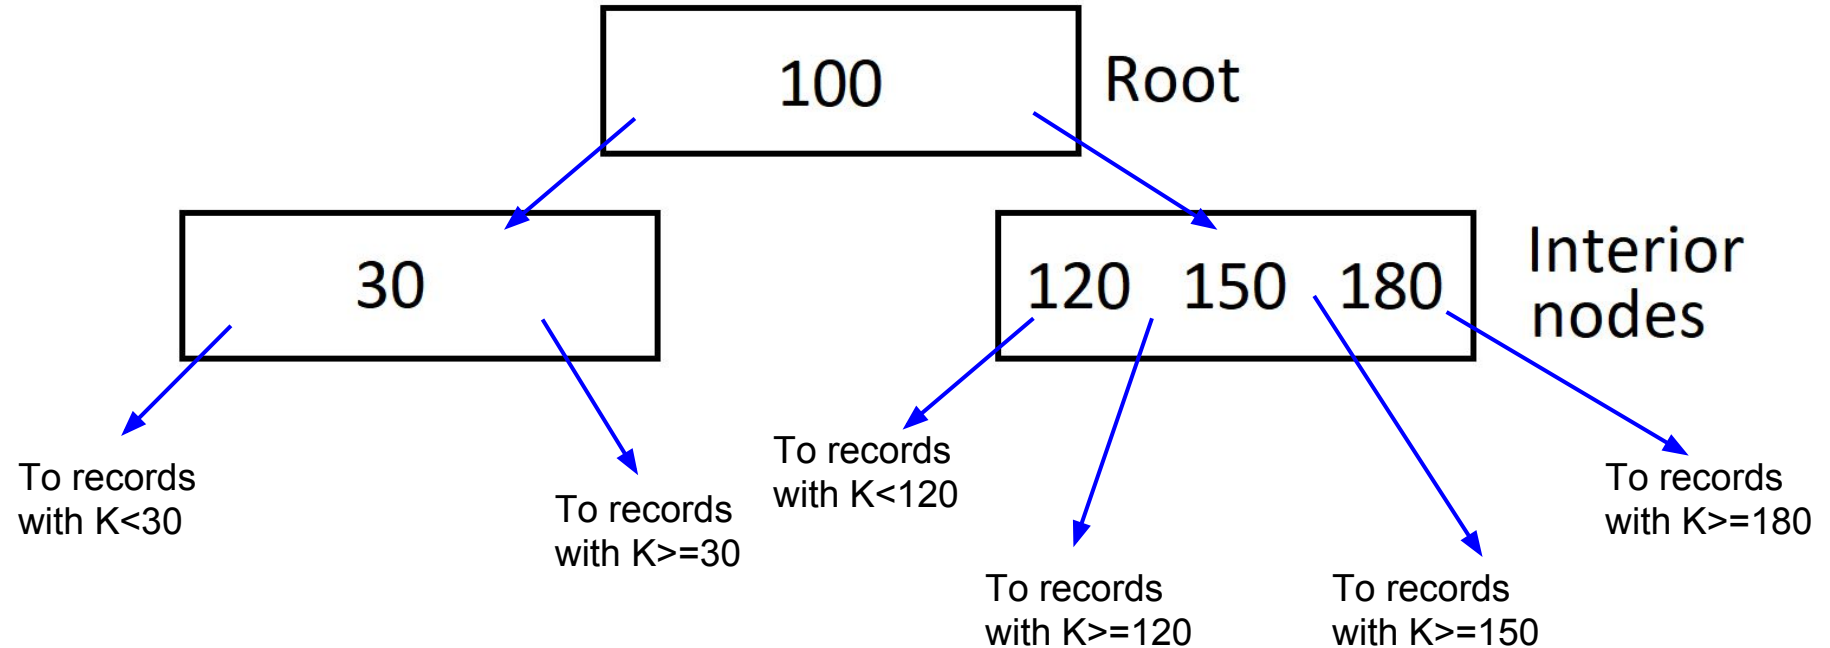 100
Root
30
120 150 180
Interior
nodes
To records
with K<30
To records
with K>=30
To records
with K<120
To records
with K>=120
To records
with K>=150
To records
with K>=180